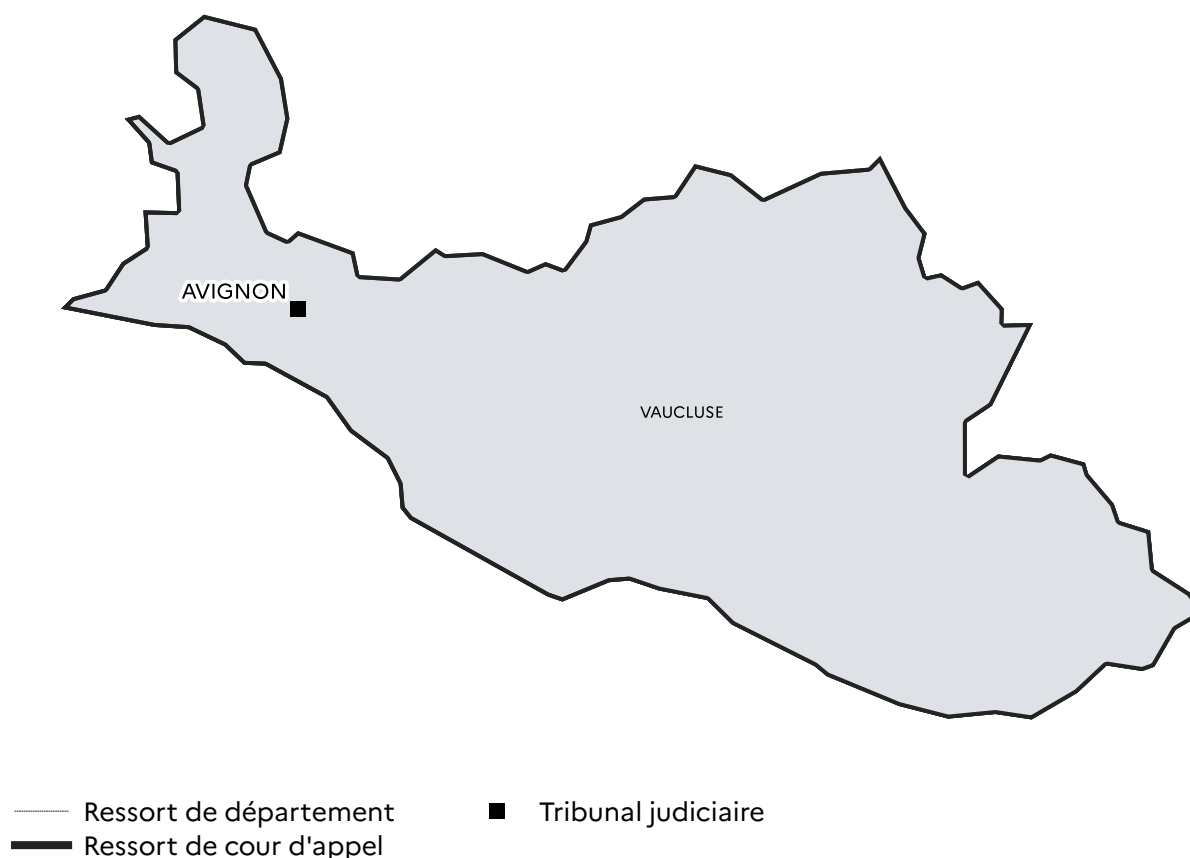 AVIGNON
VAUCLUSE
Ressort de département
Tribunal judiciaire
Ressort de cour d'appel